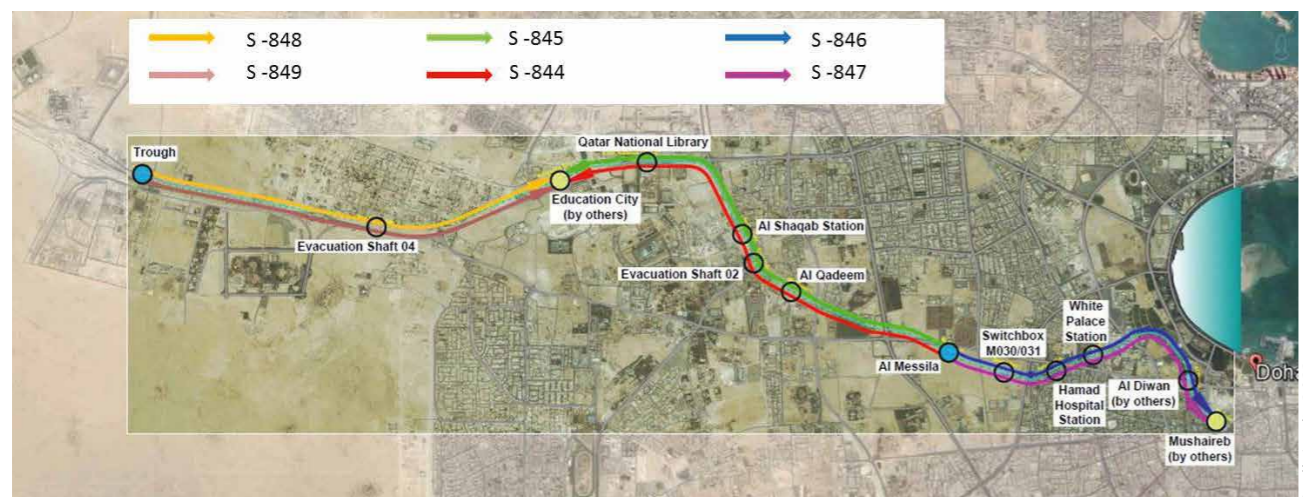 S -848
S -845
S -846
S -849
S -844
S -847
Trough
Qatar National Library
Education City
(by others)
Evacuation Shaft 04
Al Shaqab Station
Evacuation Shaft 02
Al Qadeem
White
Palace
Station
Switchbox
M030/031
Al Messila
Hamad
Hospital
Station
Al Diwan
(by others)
Doha
Mushaireb
(by others)